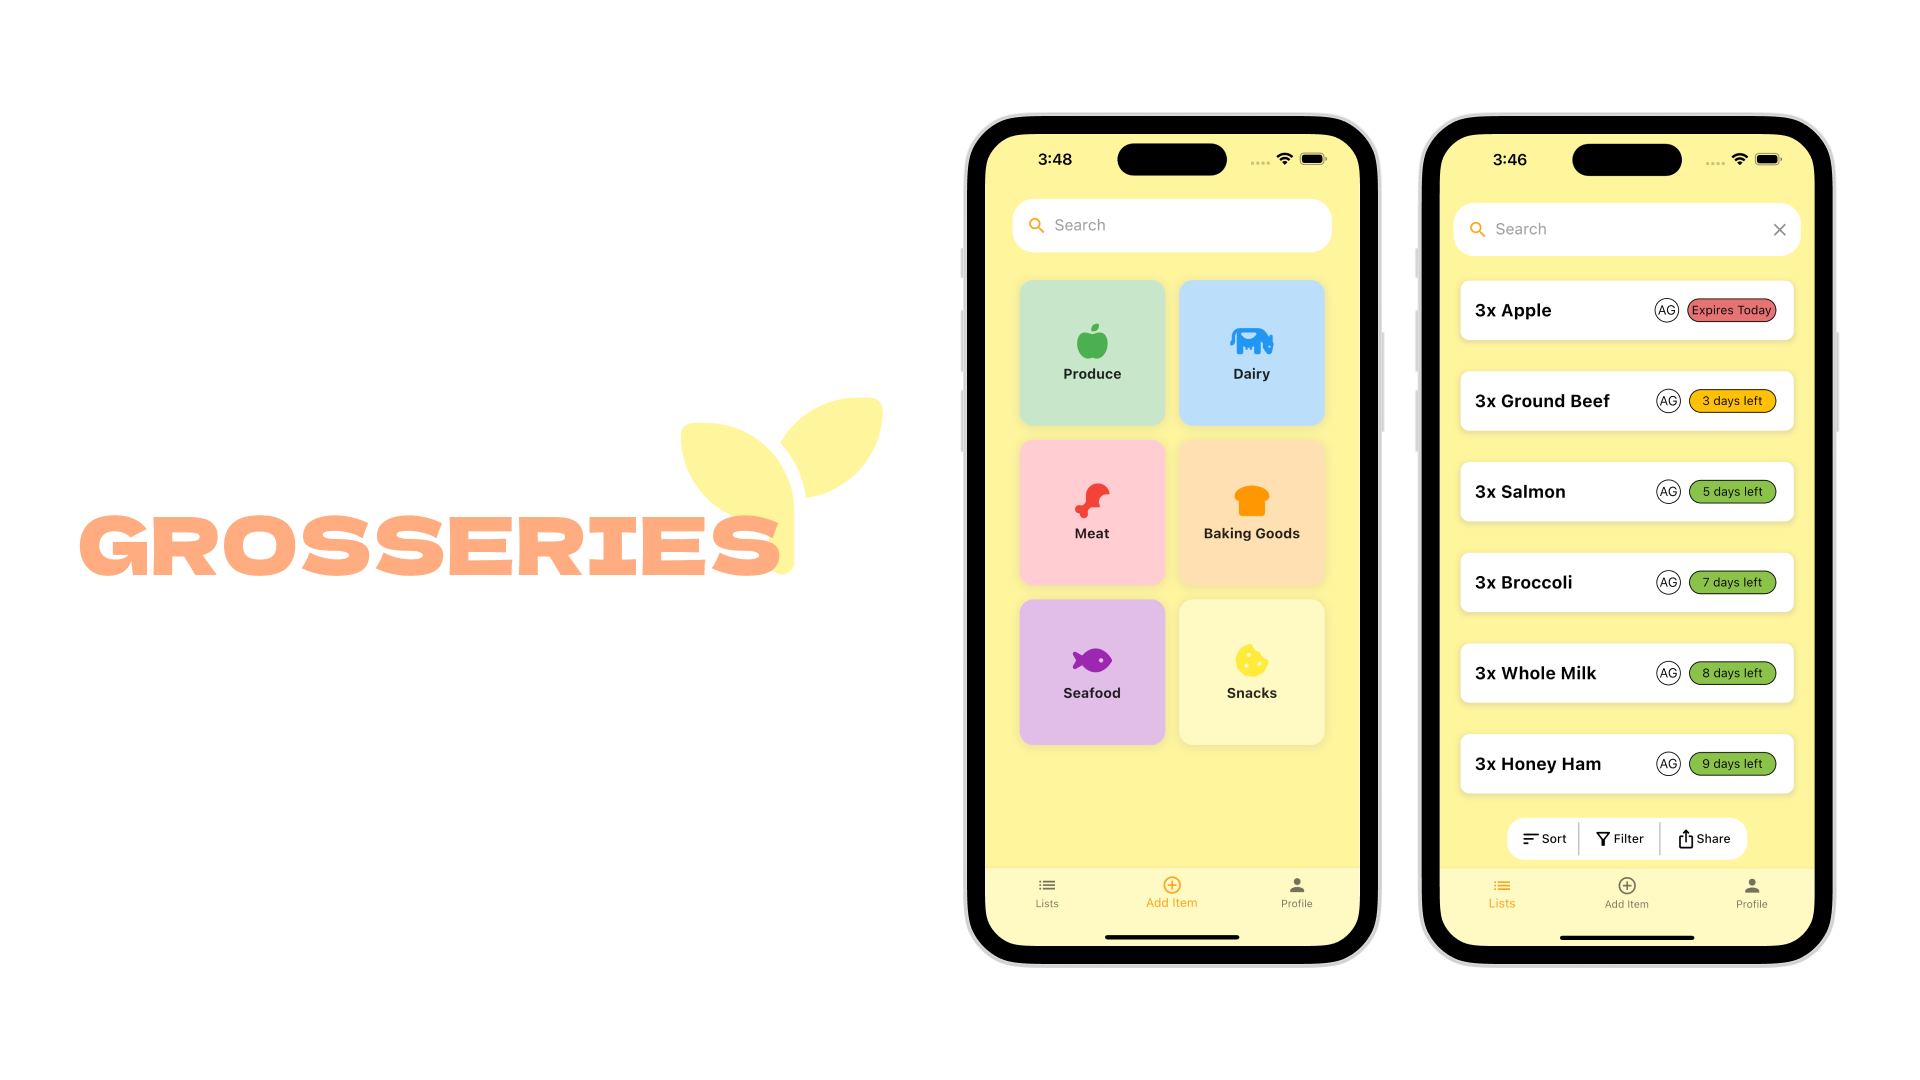 GROSSERIES
3:48
Search
Produce
Dairy
Meat
Baking Goods
Seafood
Snacks
Lists
Add Item
Profile
3:46
Search
3x Apple AG Expires Today
3x Ground Beef AG 3 days left
3x Salmon AG 5 days left
3x Broccoli AG 7 days left
3x Whole Milk AG 8 days left
3x Honey Ham AG 9 days left
Sort Filter Share
Lists
Add Item
Profile